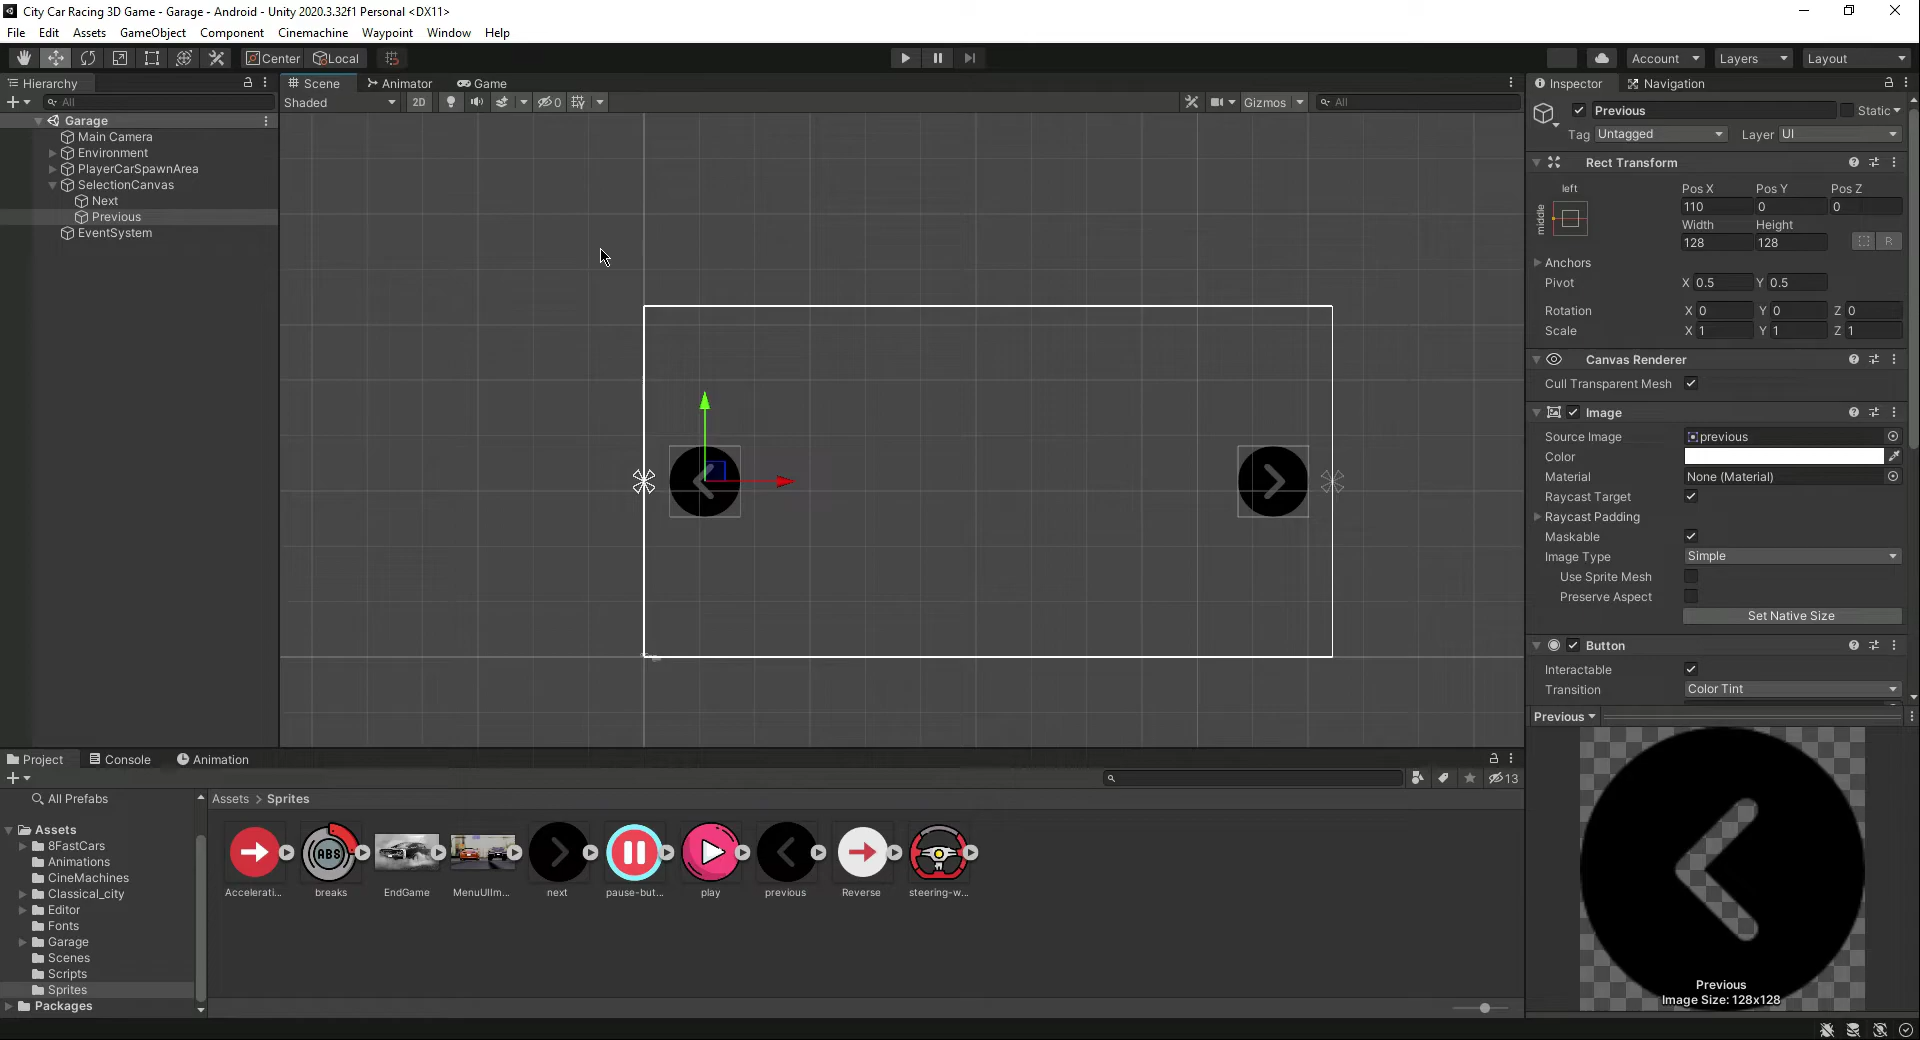 City Car Racing 3D Game - Garage - Android - Unity 2020.3.32f1 Personal <DX11>
File Edit Assets GameObject Component Cinemachine Waypoint Window Help
Center Local Account Layers Layout
Hierarchy
All
Garage
Main Camera
Environment
PlayerCarSpawnArea
SelectionCanvas
Next
Previous
EventSystem
Scene Animator Game
Shaded 2D 0 Gizmos All
Inspector Navigation
Previous Static
Tag Untagged Layer UI
Rect Transform
left
middle
Pos X Pos Y Pos Z
110 0 0
Width Height
128 128 R
Anchors
Pivot X 0.5 Y 0.5
Rotation X 0 Y 0 Z 0
Scale X 1 Y 1 Z 1
Canvas Renderer
Cull Transparent Mesh
Image
Source Image previous
Color
Material None (Material)
Raycast Target
Raycast Padding
Maskable
Image Type Simple
Use Sprite Mesh
Preserve Aspect
Set Native Size
Button
Interactable
Transition Color Tint
Previous
Previous
Image Size: 128x128
Project Console Animation
13
All Prefabs
Assets
8FastCars
Animations
CineMachines
Classical_city
Editor
Fonts
Garage
Scenes
Scripts
Sprites
Packages
Assets > Sprites
ABS
Accelerati... breaks EndGame MenuUIIm... next pause-but... play previous Reverse steering-w...